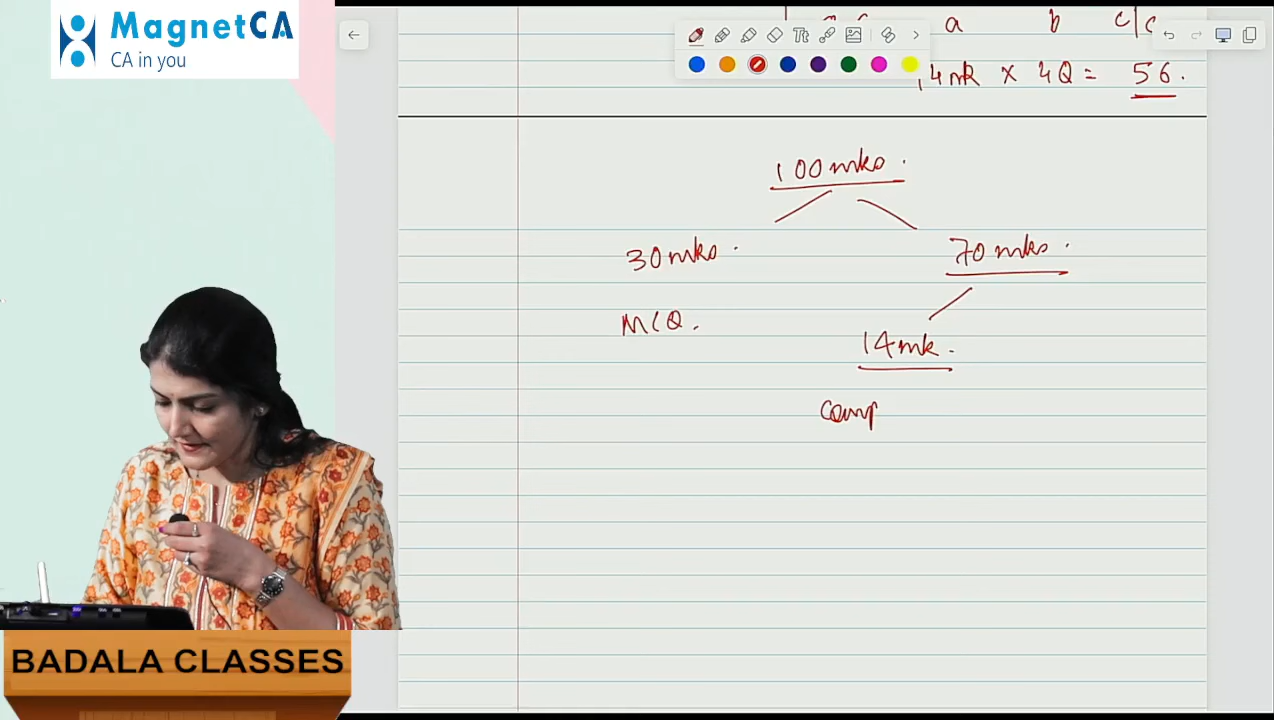 MagnetCA
CA in you
a b c/c
14mk x 4Q = 56.
100mks.
30mks. 70mks.
MCQ. 14mk.
comp
BADALA CLASSES